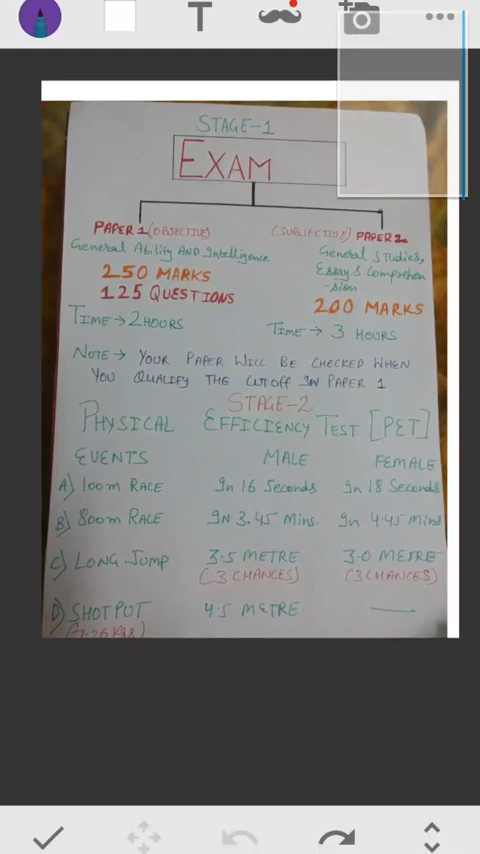 T
STAGE-1
EXAM
PAPER 1 (OBJECTIVE)
General Ability AND Intelligence
250 MARKS
125 QUESTIONS
TIME → 2 HOURS
(SUBJECTIVE) PAPER 2
General Studies,
Essay & Comprehen
-sion
200 MARKS
TIME → 3 HOURS
NOTE → YOUR PAPER WILL BE CHECKED WHEN
YOU QUALIFY THE CUTOFF IN PAPER 1
STAGE-2
PHYSICAL EFFICIENCY TEST [PET]
EVENTS MALE FEMALE
A) 100m RACE In 16 Seconds In 18 Seconds
B) 800m RACE IN 3.45 Mins. In 4.45 Mins
C) LONG-JUMP 3.5 METRE 3.0 METRE
(3 CHANCES) (3 CHANCES)
D) SHOTPUT 4.5 METRE
(7.26 Kgs)